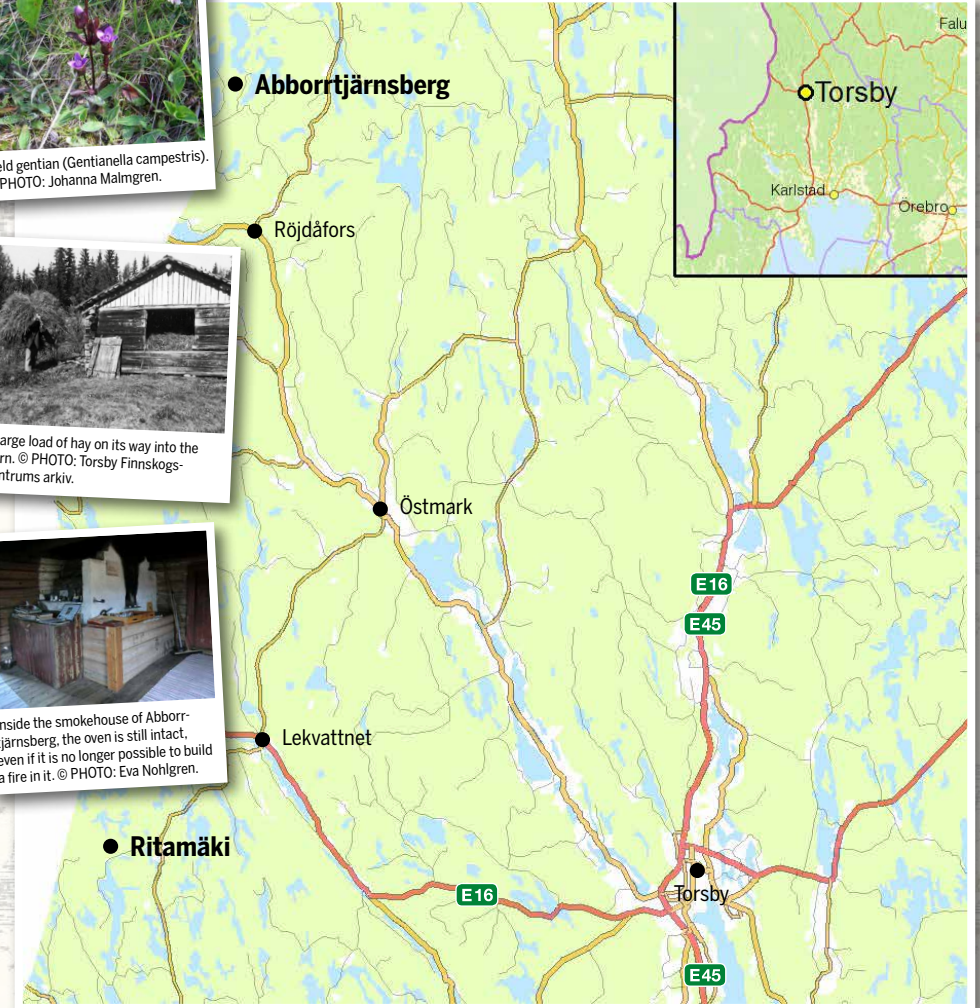 Falu
Torsby
Karlstad
Örebro
Abborrtjärnsberg
eld gentian (Gentianella campestris).
PHOTO: Johanna Malmgren.
Röjdåfors
arge load of hay on its way into the
rn. © PHOTO: Torsby Finnskogs-
ntrums arkiv.
Östmark
E16
E45
nside the smokehouse of Abborr-
tjärnsberg, the oven is still intact,
even if it is no longer possible to build
a fire in it. © PHOTO: Eva Nohlgren.
Lekvattnet
Ritamäki
E16
Torsby
E45